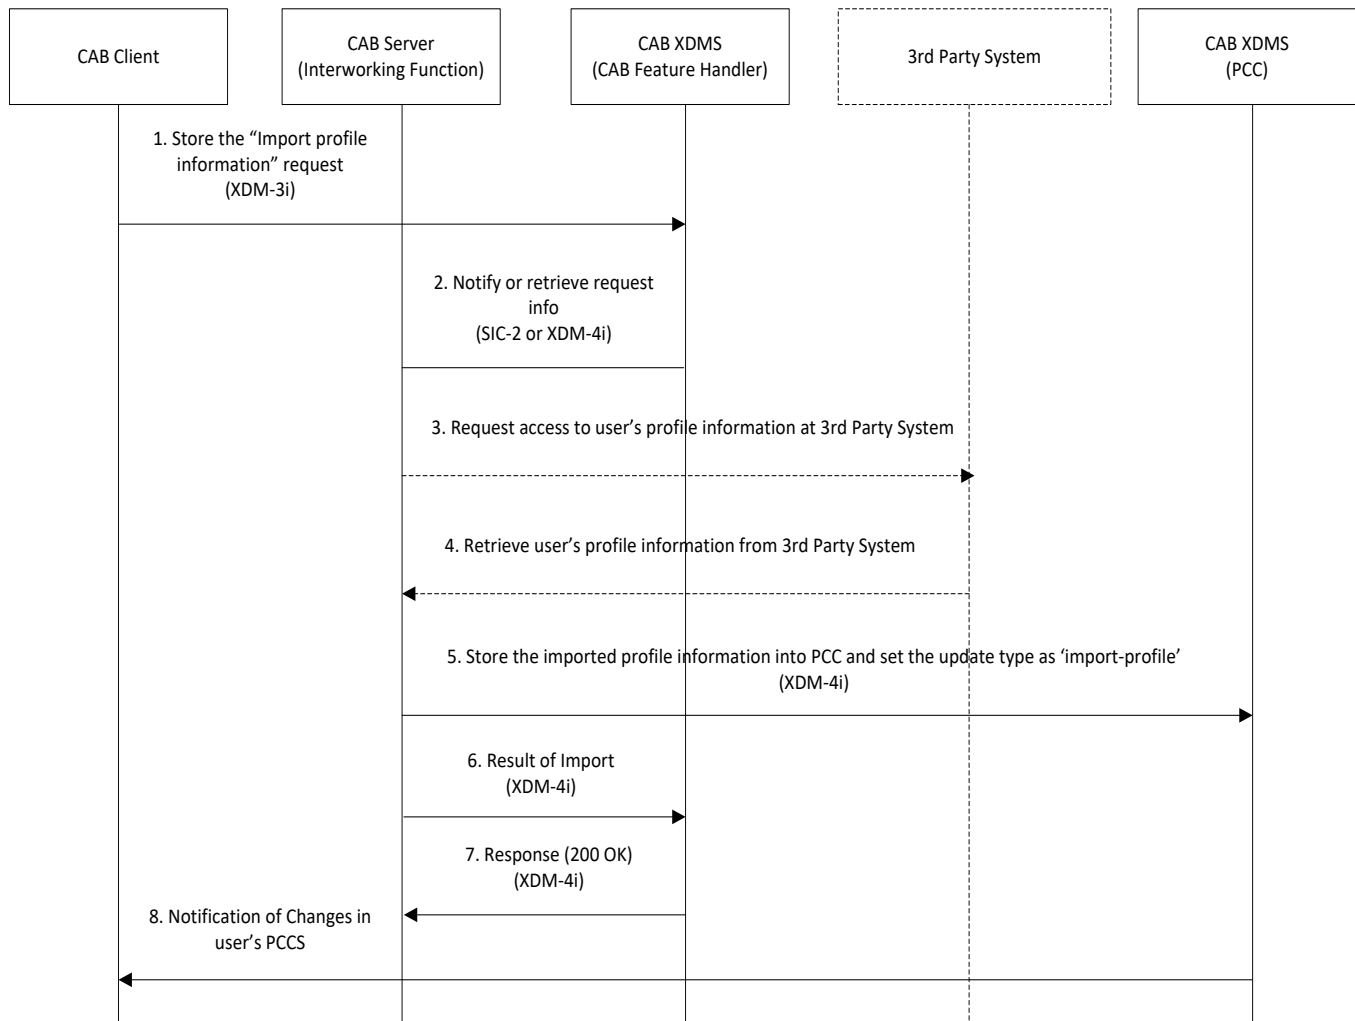 CAB Client
CAB Server
(Interworking Function)
CAB XDMS
(CAB Feature Handler)
3rd Party System
CAB XDMS
(PCC)
1. Store the “Import profile
information” request
(XDM-3i)
2. Notify or retrieve request
info
(SIC-2 or XDM-4i)
3. Request access to user’s profile information at 3rd Party System
4. Retrieve user’s profile information from 3rd Party System
5. Store the imported profile information into PCC and set the update type as ‘import-profile’
(XDM-4i)
6. Result of Import
(XDM-4i)
7. Response (200 OK)
(XDM-4i)
8. Notification of Changes in
user’s PCCS